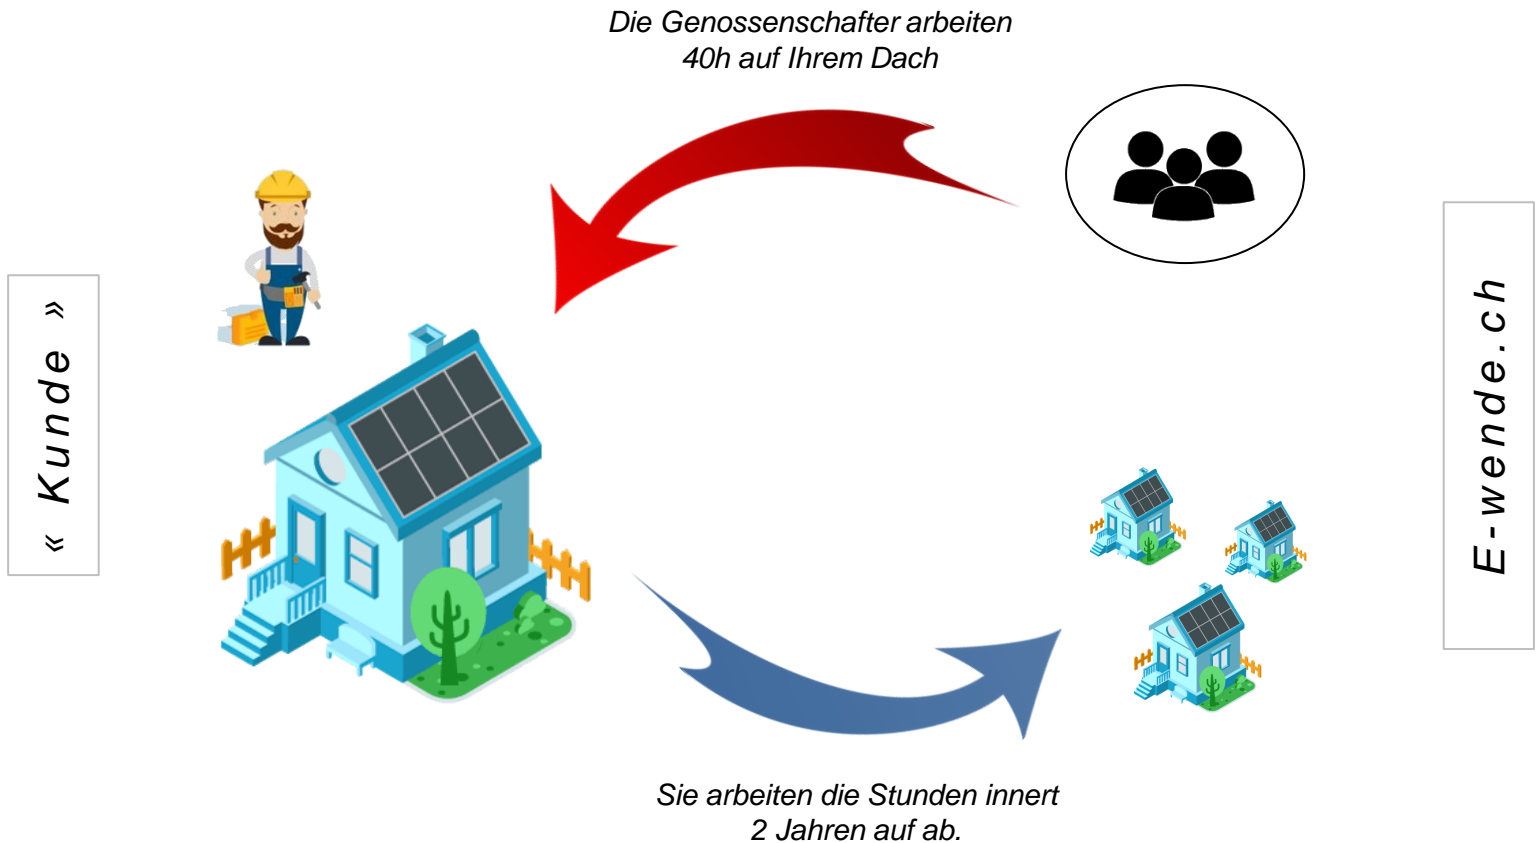 Die Genossenschafter arbeiten
40h auf Ihrem Dach
« Kunde »
E-wende.ch
Sie arbeiten die Stunden innert
2 Jahren auf ab.